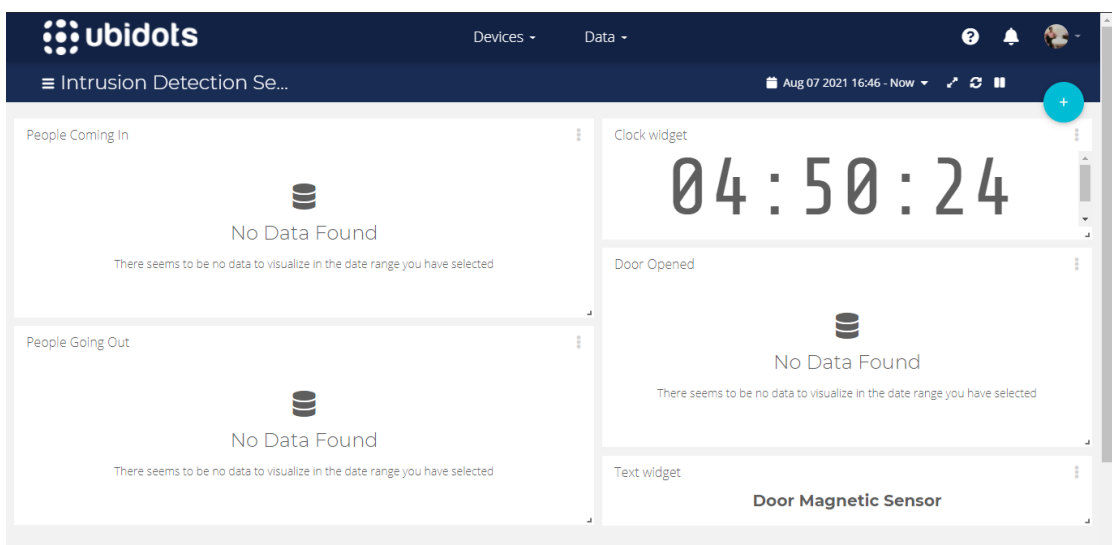 ubidots
Devices
Data
Intrusion Detection Se...
Aug 07 2021 16:46 - Now
+
People Coming In
No Data Found
There seems to be no data to visualize in the date range you have selected
People Going Out
No Data Found
There seems to be no data to visualize in the date range you have selected
Clock widget
04:50:24
Door Opened
No Data Found
There seems to be no data to visualize in the date range you have selected
Text widget
Door Magnetic Sensor